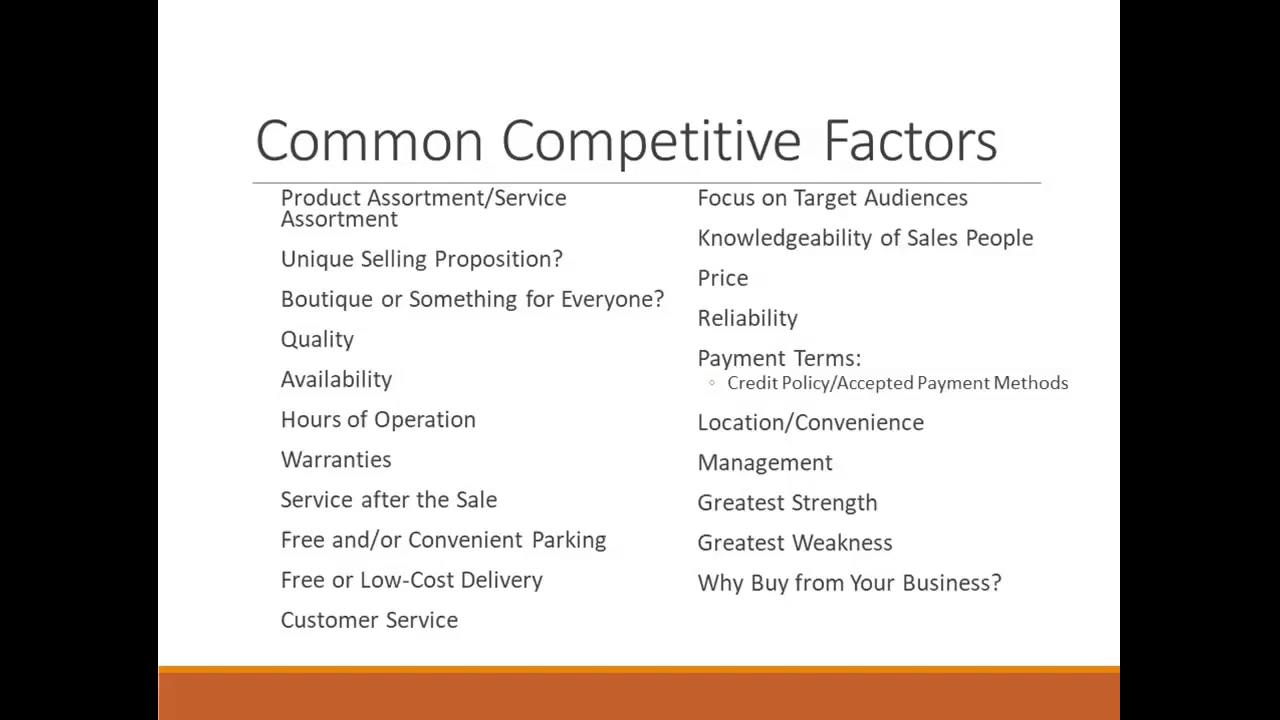 Common Competitive Factors
Product Assortment/Service
Assortment
Unique Selling Proposition?
Boutique or Something for Everyone?
Quality
Availability
Hours of Operation
Warranties
Service after the Sale
Free and/or Convenient Parking
Free or Low-Cost Delivery
Customer Service
Focus on Target Audiences
Knowledgeability of Sales People
Price
Reliability
Payment Terms:
◦ Credit Policy/Accepted Payment Methods
Location/Convenience
Management
Greatest Strength
Greatest Weakness
Why Buy from Your Business?